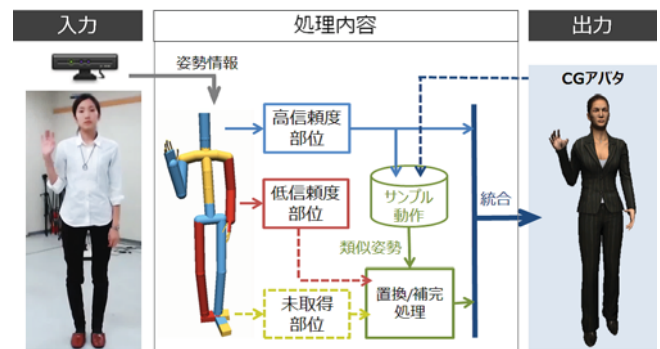 入力
処理内容
出力
姿勢情報
高信頼度
部位
CGアバタ
低信頼度
部位
サンプル
動作
統合
類似姿勢
未取得
部位
置換/補完
処理